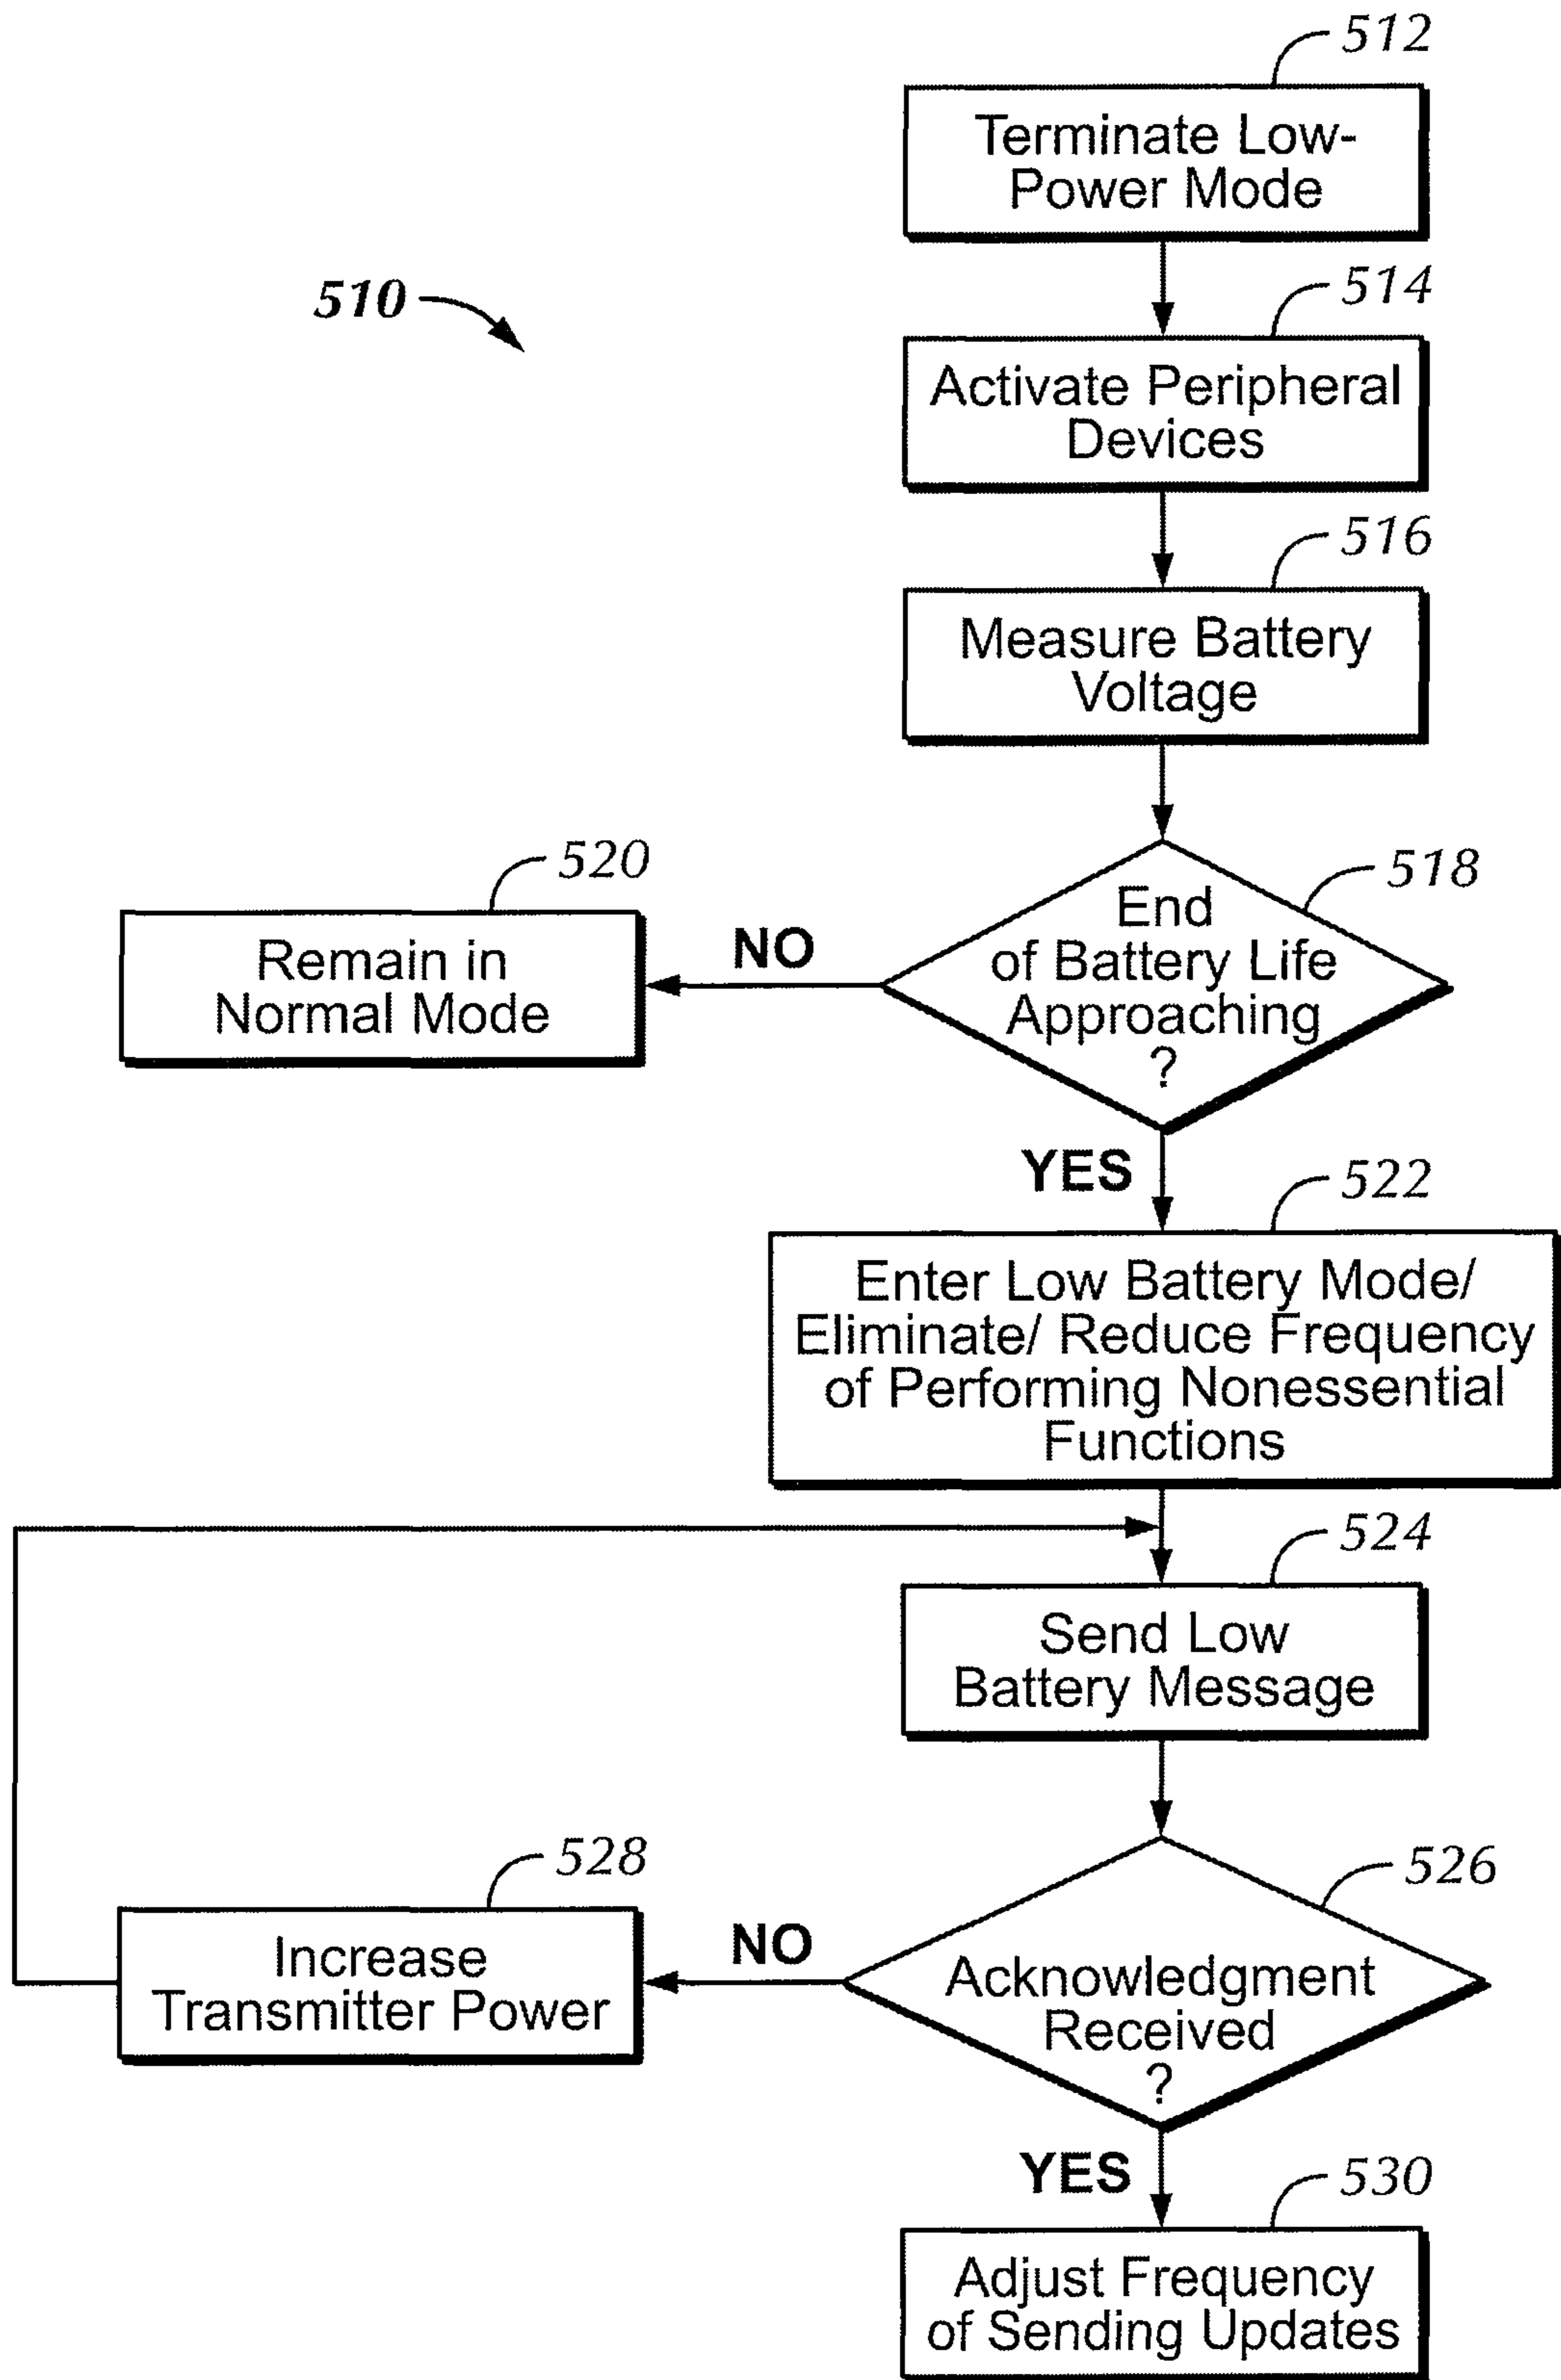 512
Terminate Low-
Power Mode
510
514
Activate Peripheral
Devices
516
Measure Battery
Voltage
520
518
Remain in
Normal Mode
NO
End
of Battery Life
Approaching
?
YES
522
Enter Low Battery Mode/
Eliminate/ Reduce Frequency
of Performing Nonessential
Functions
524
Send Low
Battery Message
528
526
Increase
Transmitter Power
NO
Acknowledgment
Received
?
YES
530
Adjust Frequency
of Sending Updates